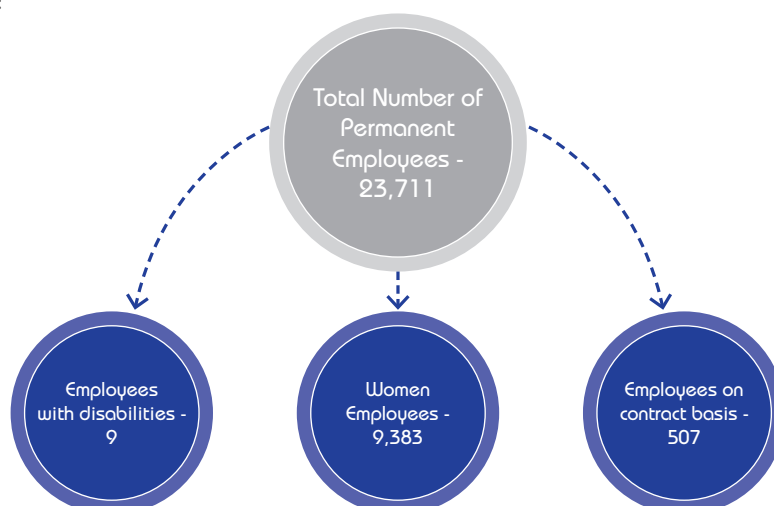 Total Number of
Permanent
Employees -
23,711
Employees
with disabilities -
9
Women
Employees -
9,383
Employees on
contract basis -
507